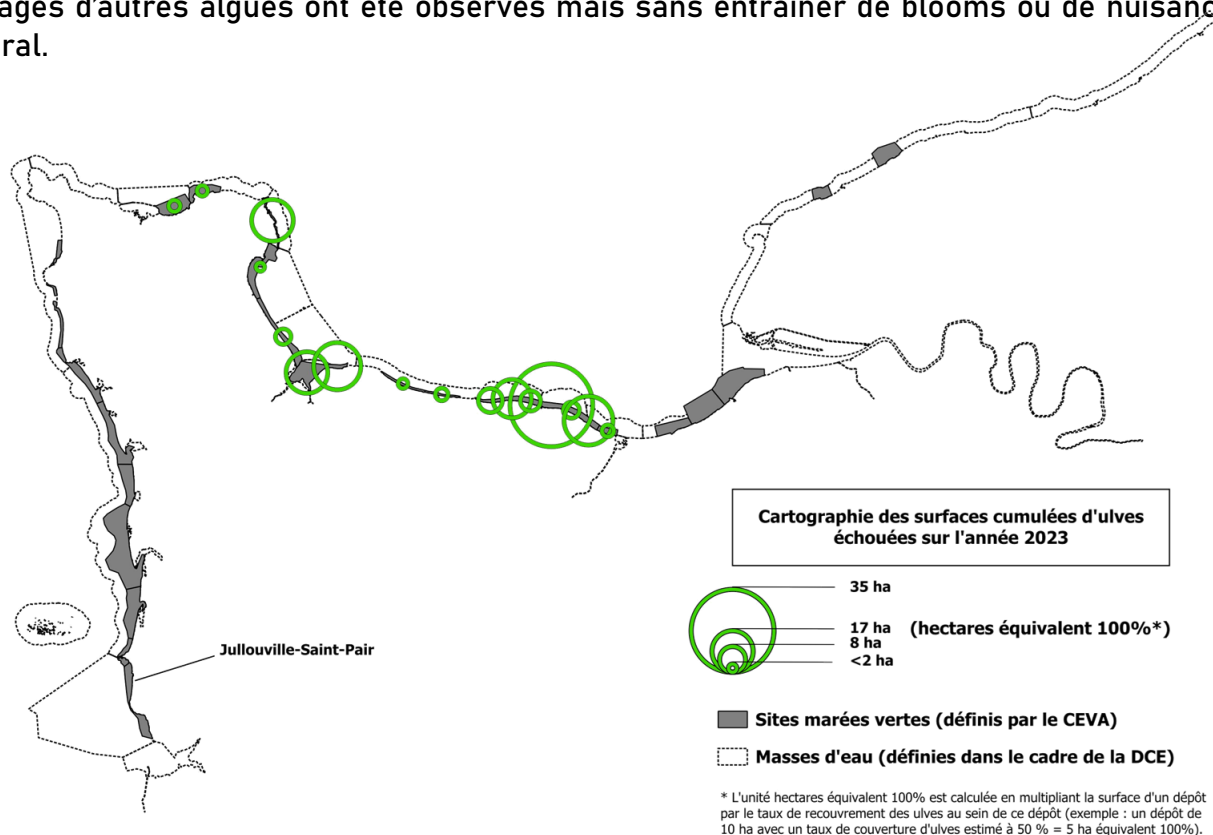 d'autres algues ont été observés mais sans entraîner de blooms ou de
Jullouville-Saint-Pair
Cartographie des surfaces cumulées d'ulves
échouées sur l'année 2023
35 ha
17 ha (hectares équivalent 100%*)
8 ha
<2 ha
Sites marées vertes (définis par le CEVA)
Masses d'eau (définies dans le cadre de la DCE)
* L'unité hectares équivalent 100% est calculée en multipliant la surface d'un dépôt
par le taux de recouvrement des ulves au sein de ce dépôt (exemple : un dépôt de
10 ha avec un taux de couverture d'ulves estimé à 50 % = 5 ha équivalent 100%).